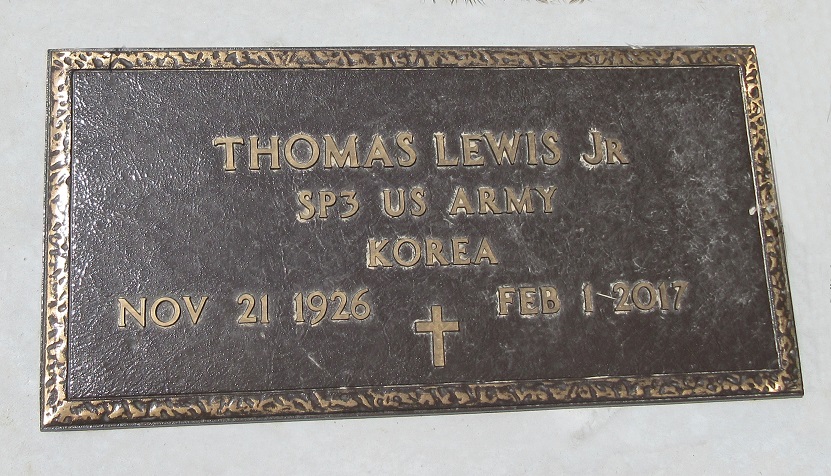 THOMAS LEWIS JR
SP3 US ARMY
KOREA
NOV 21 1926 FEB 1 2017